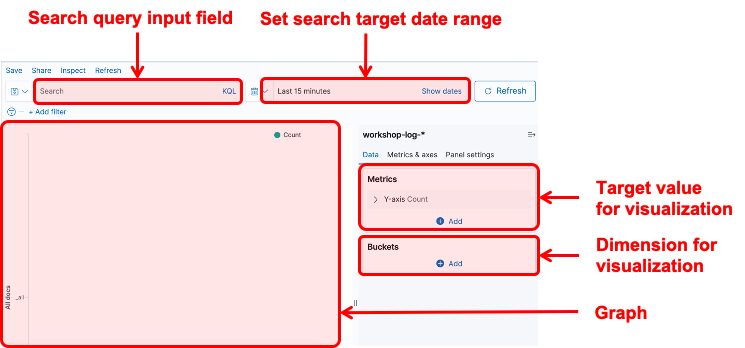 Search query input field
Set search target date range
Save Share Inspect Refresh
Search KQL
Last 15 minutes Show dates
Refresh
+ Add filter
Count
workshop-log-*
Data Metrics & axes Panel settings
Metrics
Y-axis Count
Add
Target value
for visualization
Buckets
Add
Dimension for
visualization
Graph
All docs
_all